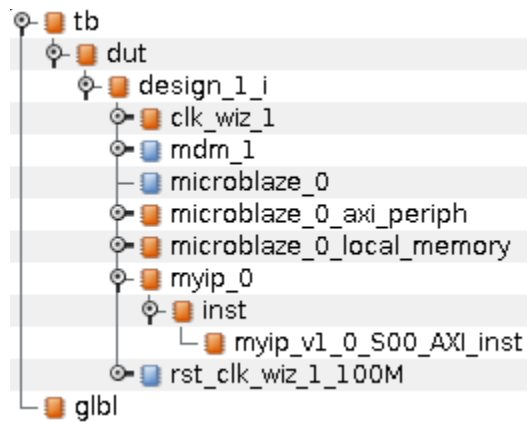 tb
dut
design_1_i
clk_wiz_1
mdm_1
microblaze_0
microblaze_0_axi_periph
microblaze_0_local_memory
myip_0
inst
myip_v1_0_S00_AXI_inst
rst_clk_wiz_1_100M
glbl